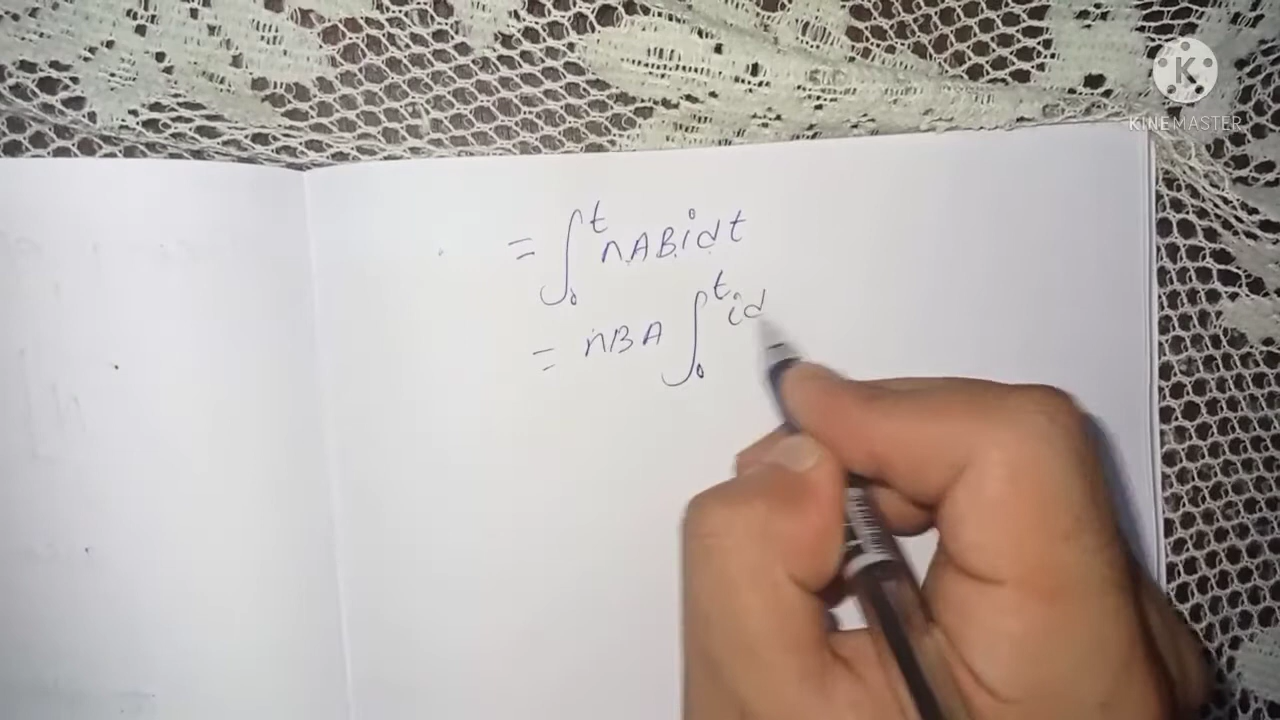 K
KINEMASTER
= ∫₀ᵗ nABidt
= nBA ∫₀ᵗ id